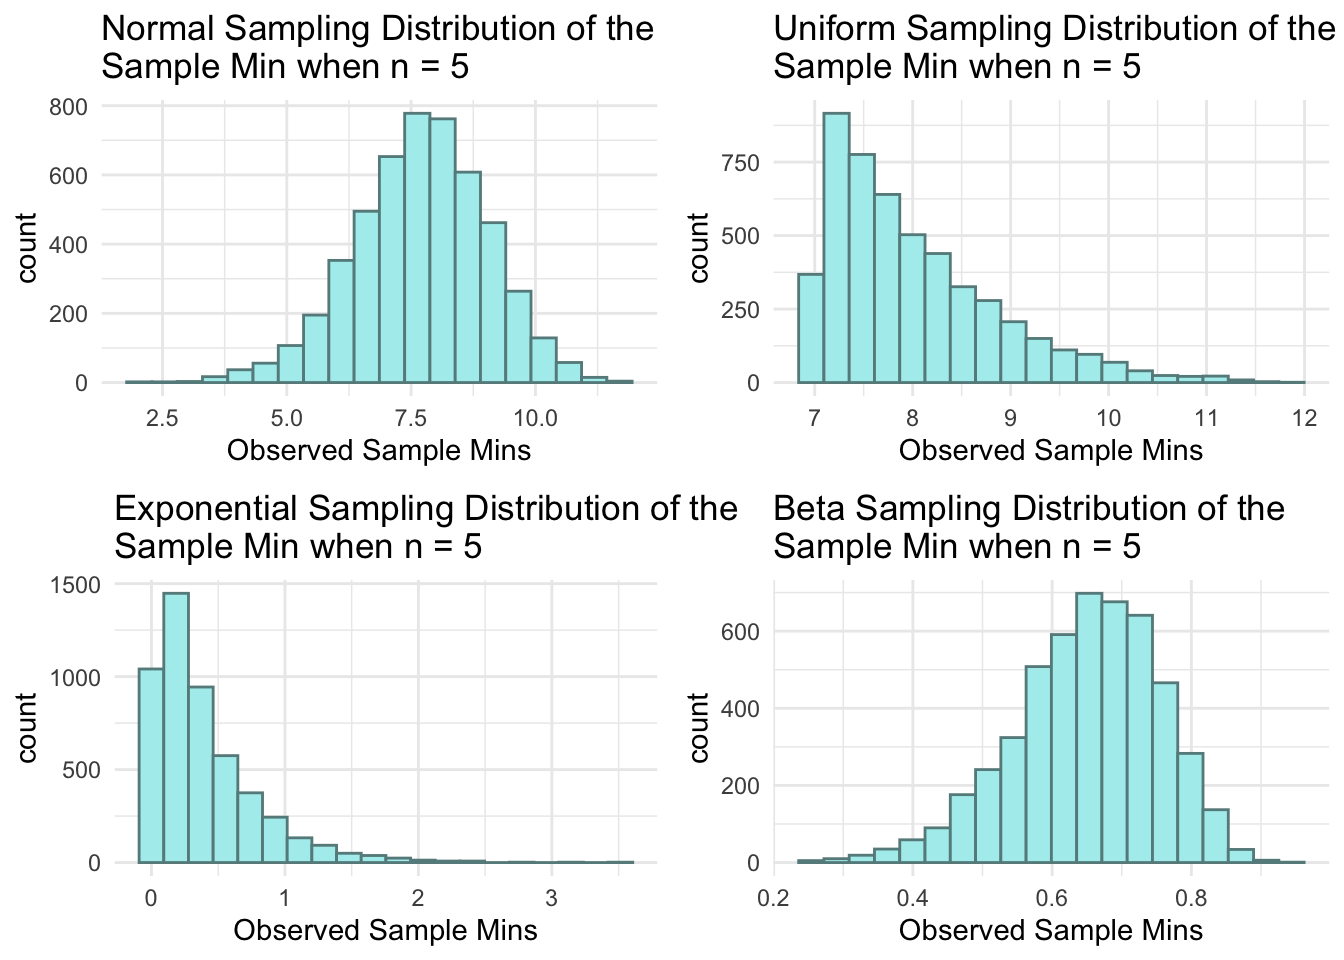 Normal Sampling Distribution of the
Sample Min when n = 5
800
600
400
200
0
count
2.5 5.0 7.5 10.0
Observed Sample Mins
Uniform Sampling Distribution of the
Sample Min when n = 5
750
500
250
0
count
7 8 9 10 11 12
Observed Sample Mins
Exponential Sampling Distribution of the
Sample Min when n = 5
1500
1000
500
0
count
0 1 2 3
Observed Sample Mins
Beta Sampling Distribution of the
Sample Min when n = 5
600
400
200
0
count
0.2 0.4 0.6 0.8
Observed Sample Mins